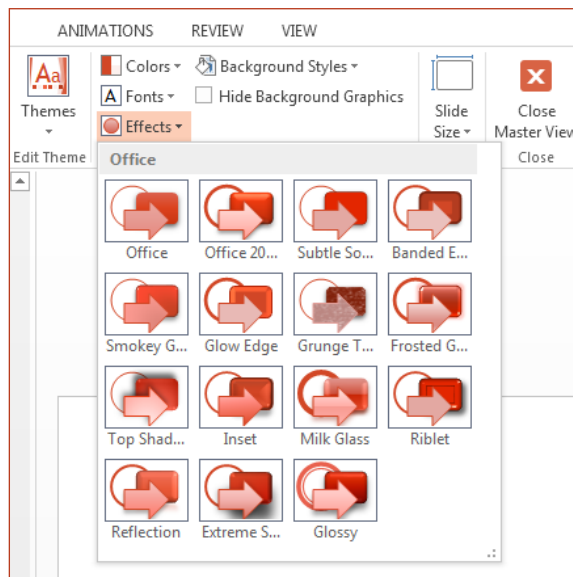 ANIMATIONS REVIEW VIEW
Aa
Themes
Colors
Background Styles
A Fonts
Hide Background Graphics
Effects
Slide
Size
Close
Master View
Edit Theme
Close
Office
Office Office 20... Subtle So... Banded E...
Smokey G... Glow Edge Grunge T... Frosted G...
Top Shad... Inset Milk Glass Riblet
Reflection Extreme S... Glossy